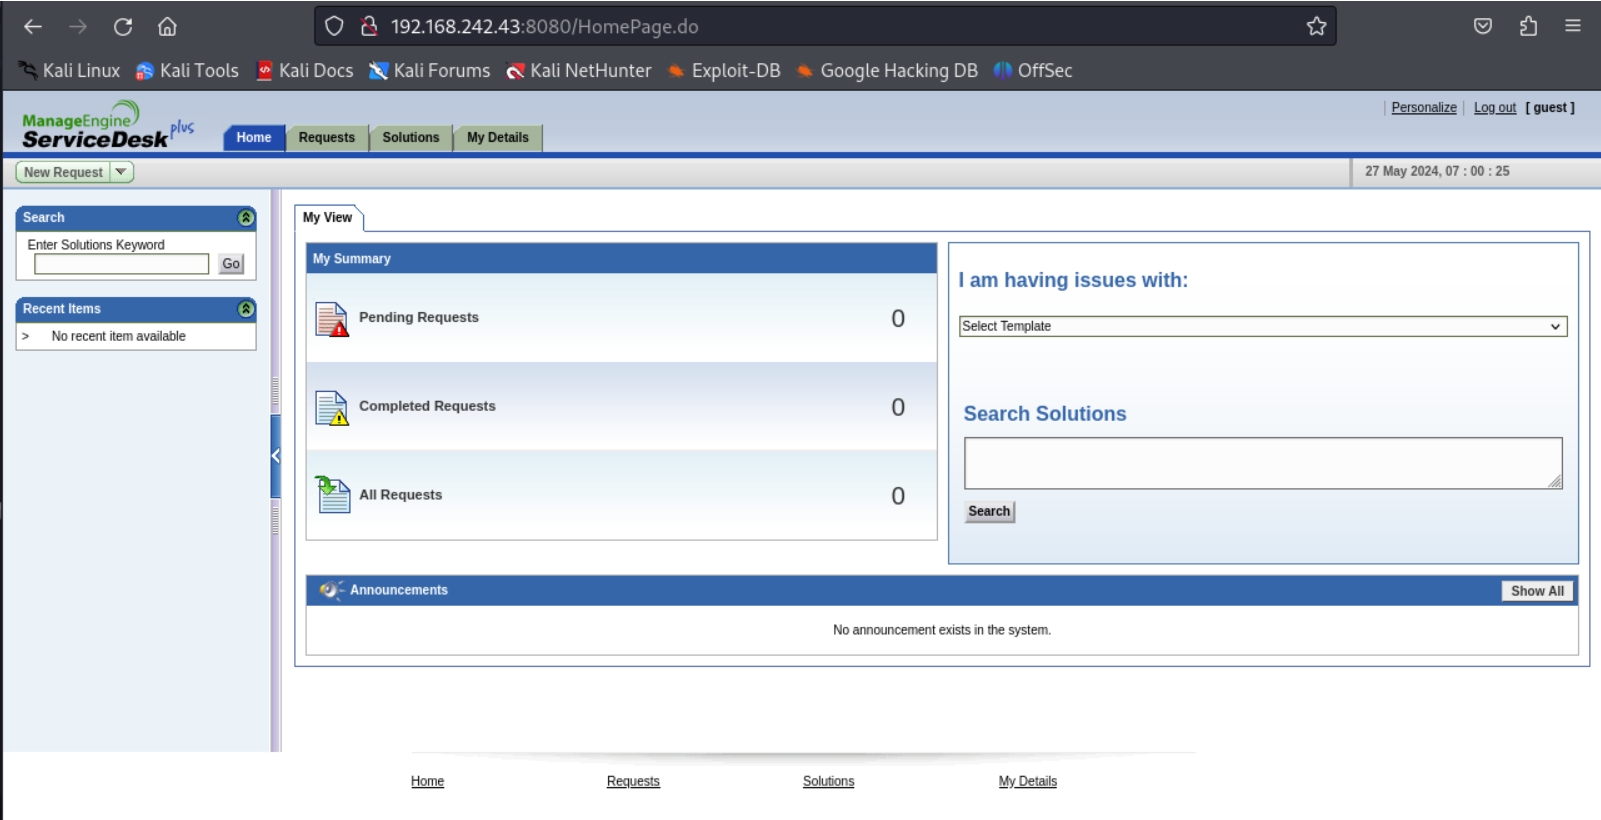 192.168.242.43:8080/HomePage.do
Kali Linux Kali Tools Kali Docs Kali Forums Kali NetHunter Exploit-DB Google Hacking DB OffSec
Personalize Log out [ guest ]
ManageEngine
ServiceDesk plus
Home Requests Solutions My Details
New Request
27 May 2024, 07 : 00 : 25
Search
Enter Solutions Keyword
Go
Recent Items
> No recent item available
My View
My Summary
Pending Requests 0
Completed Requests 0
All Requests 0
I am having issues with:
Select Template
Search Solutions
Search
Announcements Show All
No announcement exists in the system.
Home Requests Solutions My Details